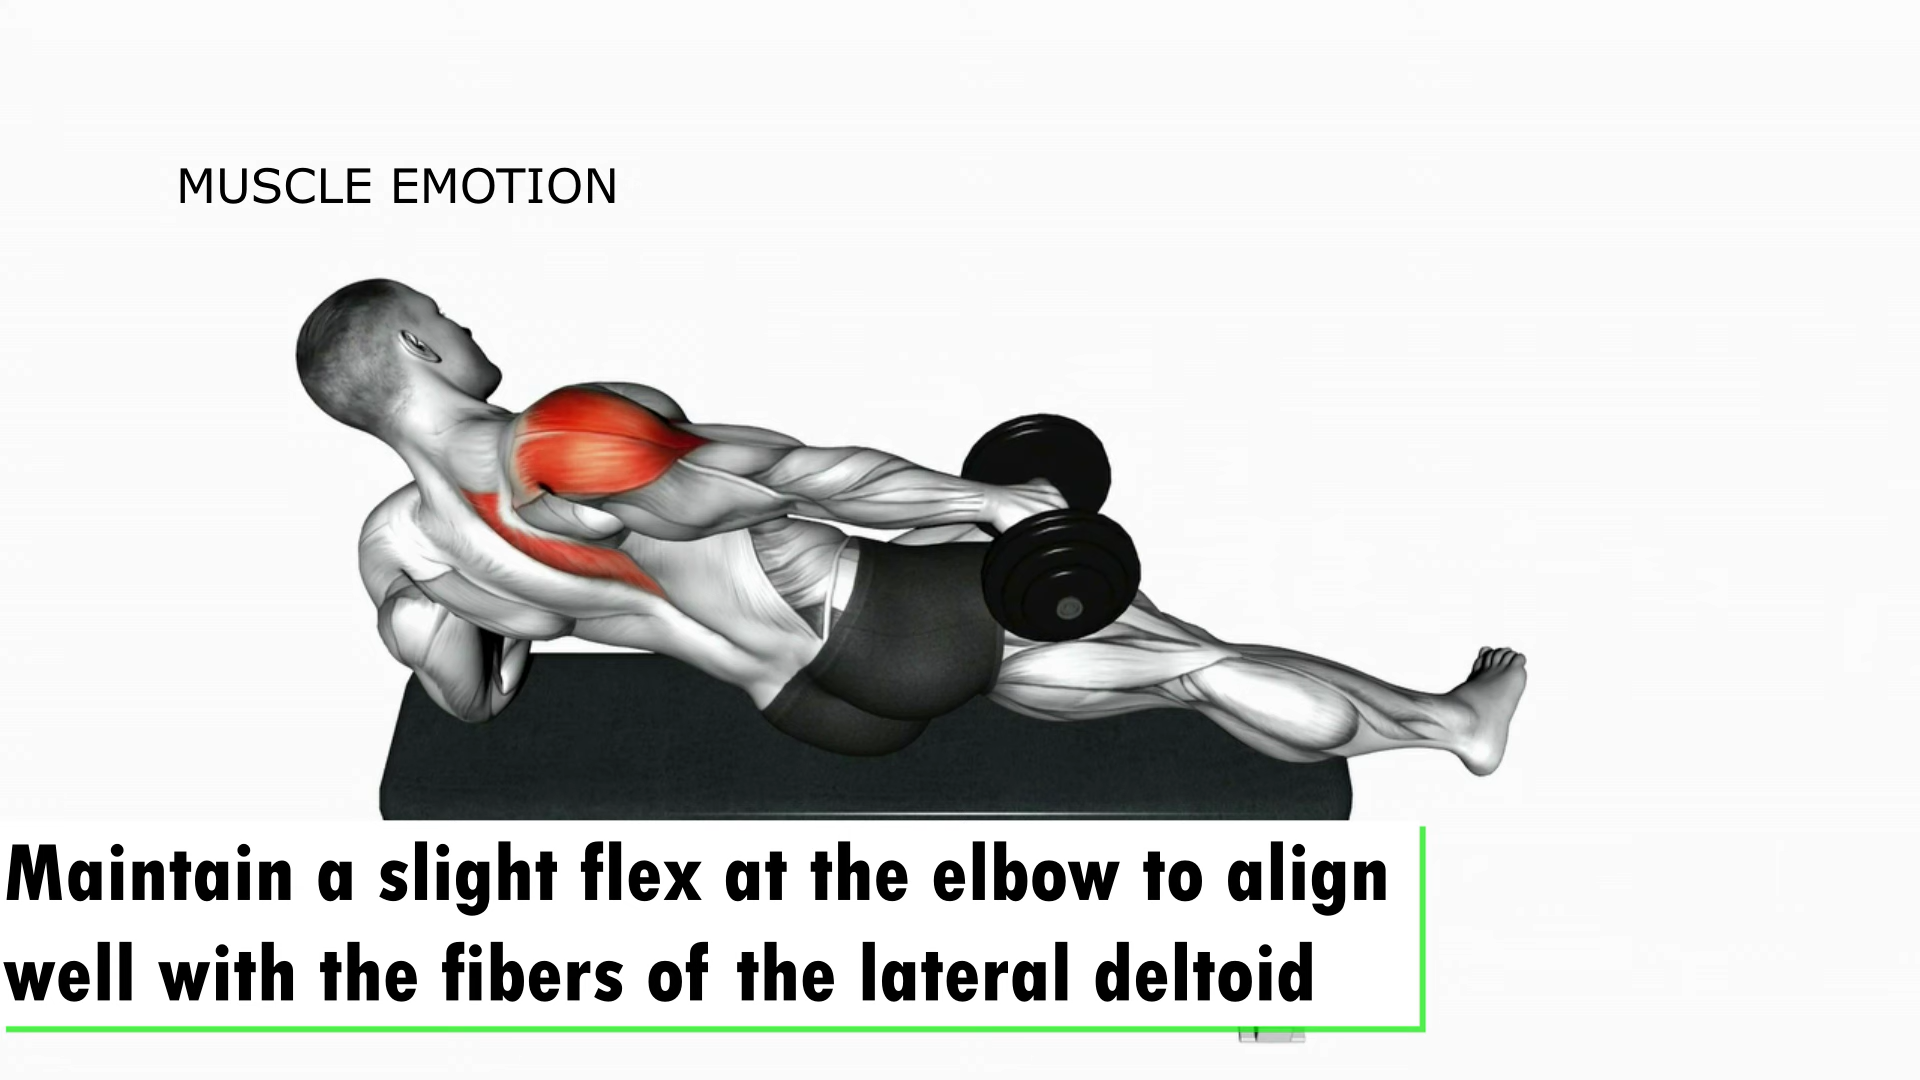 MUSCLE EMOTION
Maintain a slight flex at the elbow to align
well with the fibers of the lateral deltoid